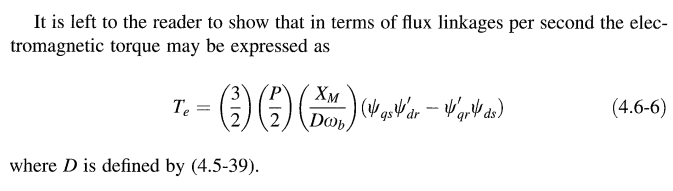 It is left to the reader to show that in terms of flux linkages per second the elec-
tromagnetic torque may be expressed as
T_e = (3/2)(P/2)(X_M/Dω_b)(ψ_qs ψ′_dr − ψ′_qr ψ_ds) (4.6-6)
where D is defined by (4.5-39).